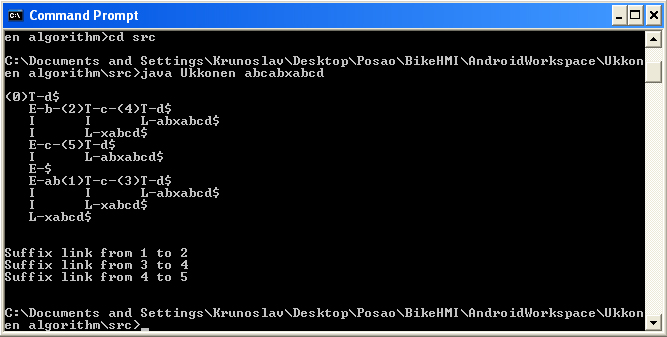 Command Prompt
en algorithm>cd src
C:\Documents and Settings\Krunoslav\Desktop\Posao\BikeHMI\AndroidWorkspace\Ukkon
en algorithm\src>java Ukkonen abcabxabcd
(0)T-d$
   E-b-(2)T-c-(4)T-d$
   I      I      L-abxabcd$
   I      L-xabcd$
   E-c-(5)T-d$
   I      L-abxabcd$
   E-$
   E-ab(1)T-c-(3)T-d$
   I      I      L-abxabcd$
   I      L-xabcd$
   L-xabcd$
Suffix link from 1 to 2
Suffix link from 3 to 4
Suffix link from 4 to 5
C:\Documents and Settings\Krunoslav\Desktop\Posao\BikeHMI\AndroidWorkspace\Ukkon
en algorithm\src>_